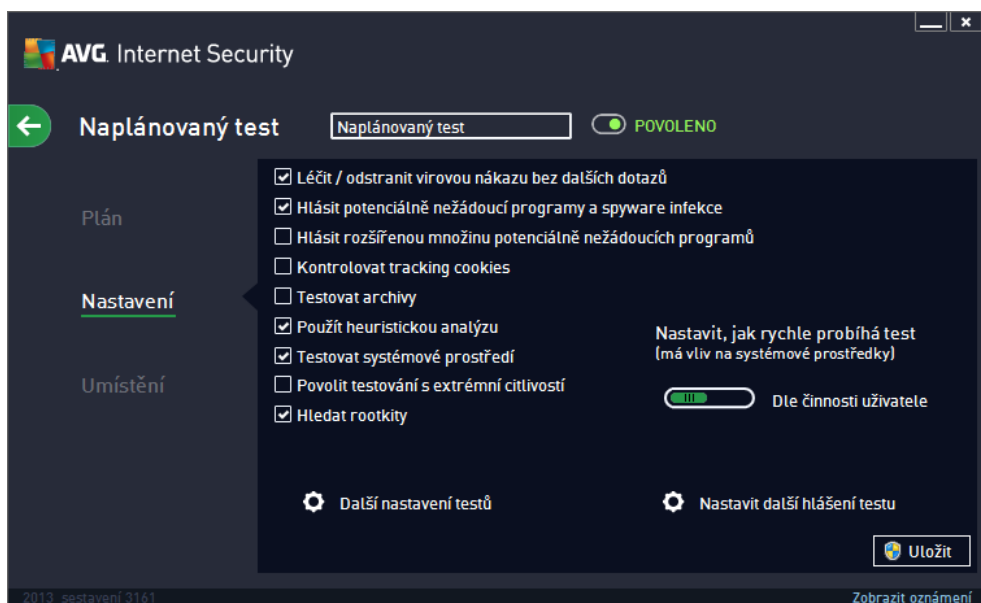 AVG. Internet Security
Naplánovaný test
Naplánovaný test
POVOLENO
Plán
Nastavení
Umístění
Léčit / odstranit virovou nákazu bez dalších dotazů
Hlásit potenciálně nežádoucí programy a spyware infekce
Hlásit rozšířenou množinu potenciálně nežádoucích programů
Kontrolovat tracking cookies
Testovat archivy
Použít heuristickou analýzu
Testovat systémové prostředí
Povolit testování s extrémní citlivostí
Hledat rootkity
Nastavit, jak rychle probíhá test
(má vliv na systémové prostředky)
Dle činnosti uživatele
Další nastavení testů
Nastavit další hlášení testu
Uložit
2013 sestavení 3161
Zobrazit oznámení